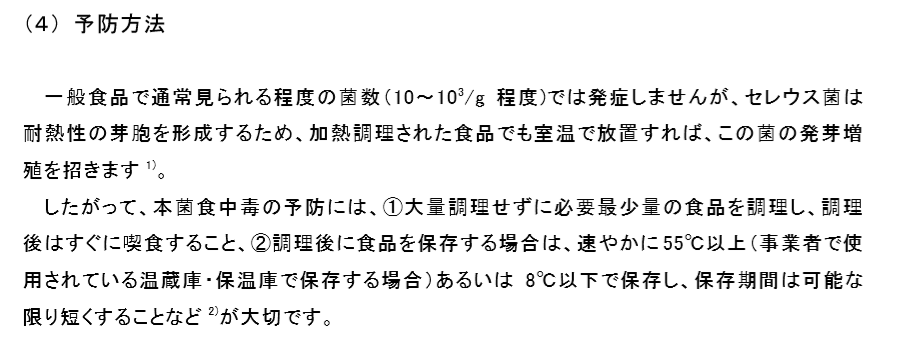 （４） 予防方法
一般食品で通常見られる程度の菌数（10～10³/g 程度）では発症しませんが、セレウス菌は
耐熱性の芽胞を形成するため、加熱調理された食品でも室温で放置すれば、この菌の発芽増
殖を招きます ¹⁾。
したがって、本菌食中毒の予防には、①大量調理せずに必要最少量の食品を調理し、調理
後はすぐに喫食すること、②調理後に食品を保存する場合は、速やかに 55℃以上（事業者で使
用されている温蔵庫・保温庫で保存する場合）あるいは 8℃以下で保存し、保存期間は可能な
限り短くすることなど ²⁾が大切です。